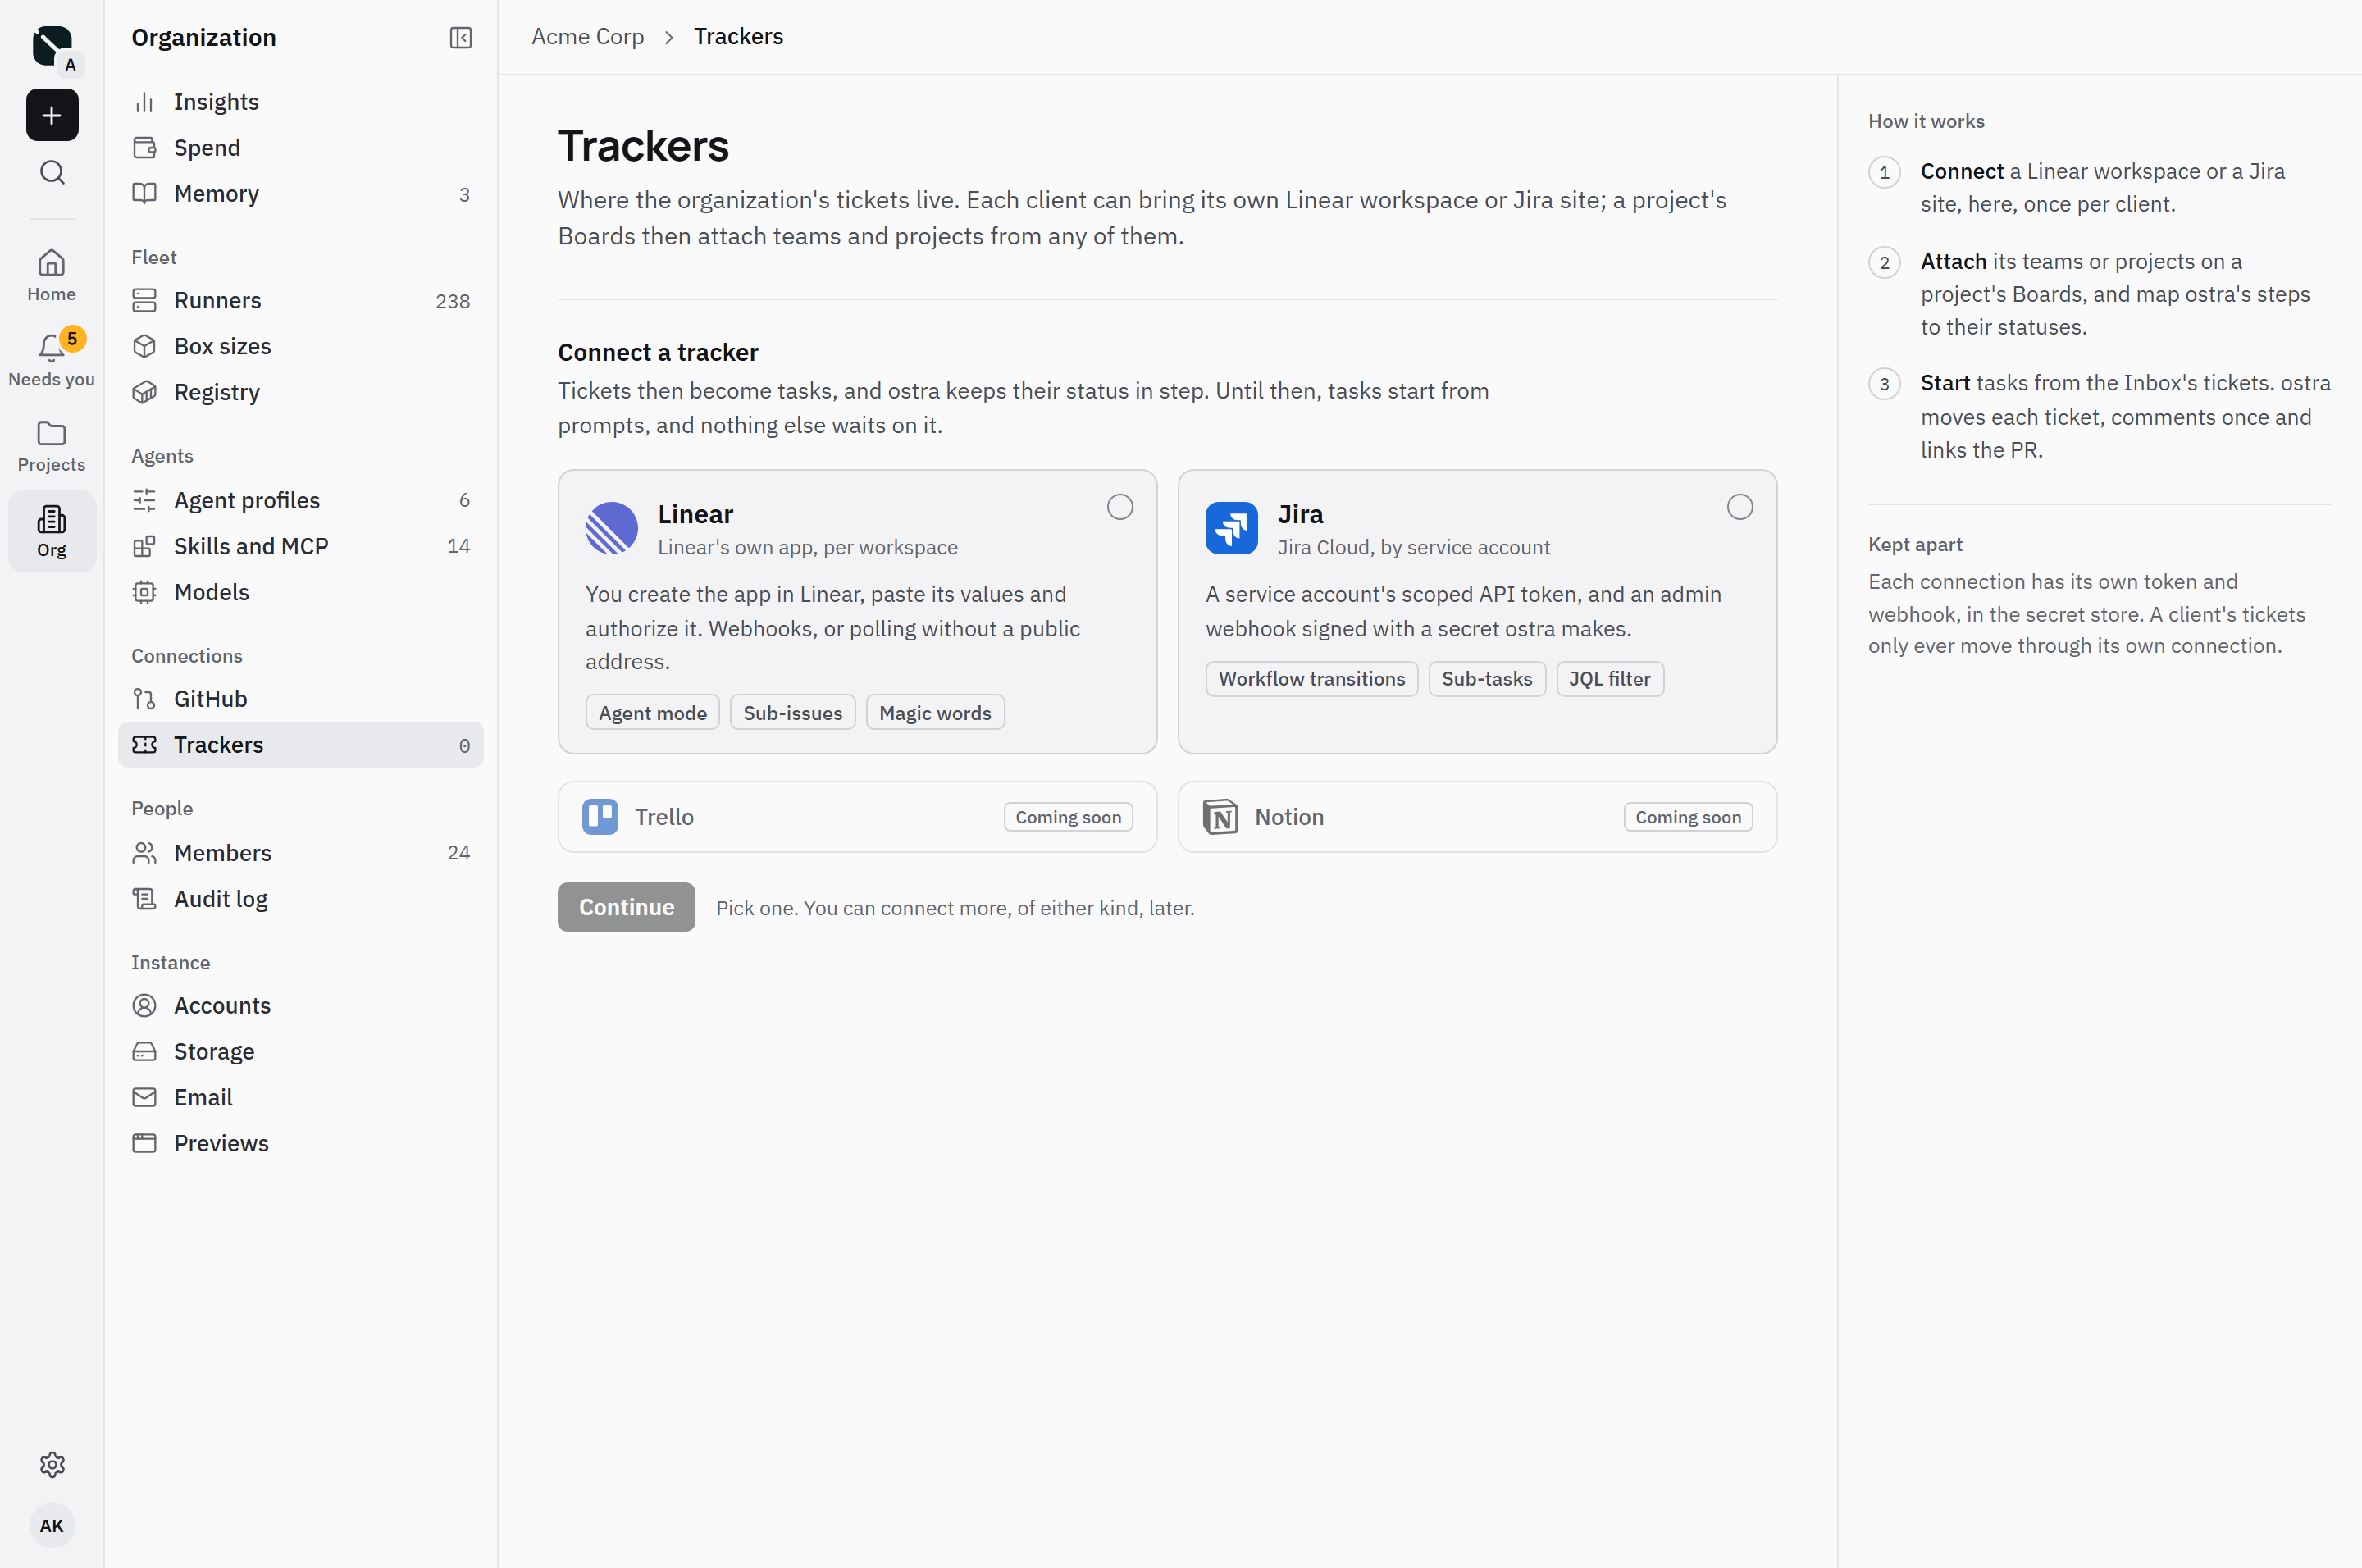 A
Home
5
Needs you
Projects
Org
AK
Organization
Insights
Spend
Memory 3
Fleet
Runners 238
Box sizes
Registry
Agents
Agent profiles 6
Skills and MCP 14
Models
Connections
GitHub
Trackers 0
People
Members 24
Audit log
Instance
Accounts
Storage
Email
Previews
Acme Corp > Trackers
Trackers
Where the organization's tickets live. Each client can bring its own Linear workspace or Jira site; a project's
Boards then attach teams and projects from any of them.
Connect a tracker
Tickets then become tasks, and ostra keeps their status in step. Until then, tasks start from
prompts, and nothing else waits on it.
Linear
Linear's own app, per workspace
You create the app in Linear, paste its values and
authorize it. Webhooks, or polling without a public
address.
Agent mode Sub-issues Magic words
Jira
Jira Cloud, by service account
A service account's scoped API token, and an admin
webhook signed with a secret ostra makes.
Workflow transitions Sub-tasks JQL filter
Trello Coming soon
N Notion Coming soon
Continue Pick one. You can connect more, of either kind, later.
How it works
1 Connect a Linear workspace or a Jira
site, here, once per client.
2 Attach its teams or projects on a
project's Boards, and map ostra's steps
to their statuses.
3 Start tasks from the Inbox's tickets. ostra
moves each ticket, comments once and
links the PR.
Kept apart
Each connection has its own token and
webhook, in the secret store. A client's tickets
only ever move through its own connection.